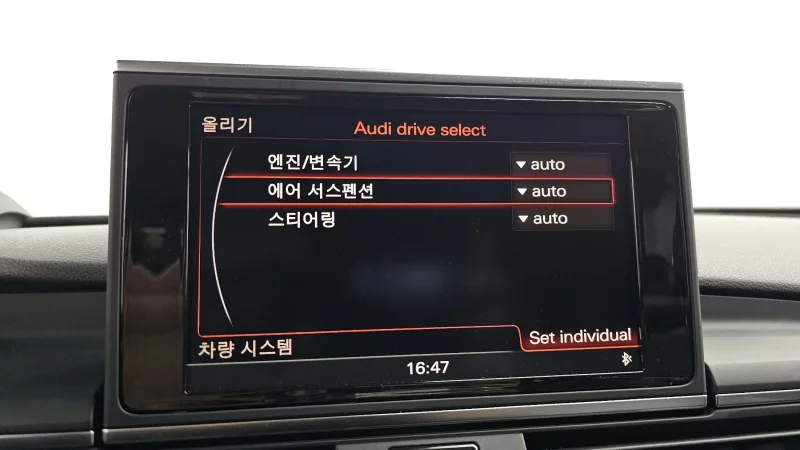 올리기
Audi drive select
엔진/변속기 ▼ auto
에어 서스펜션 ▼ auto
스티어링 ▼ auto
Set individual
차량 시스템
16:47